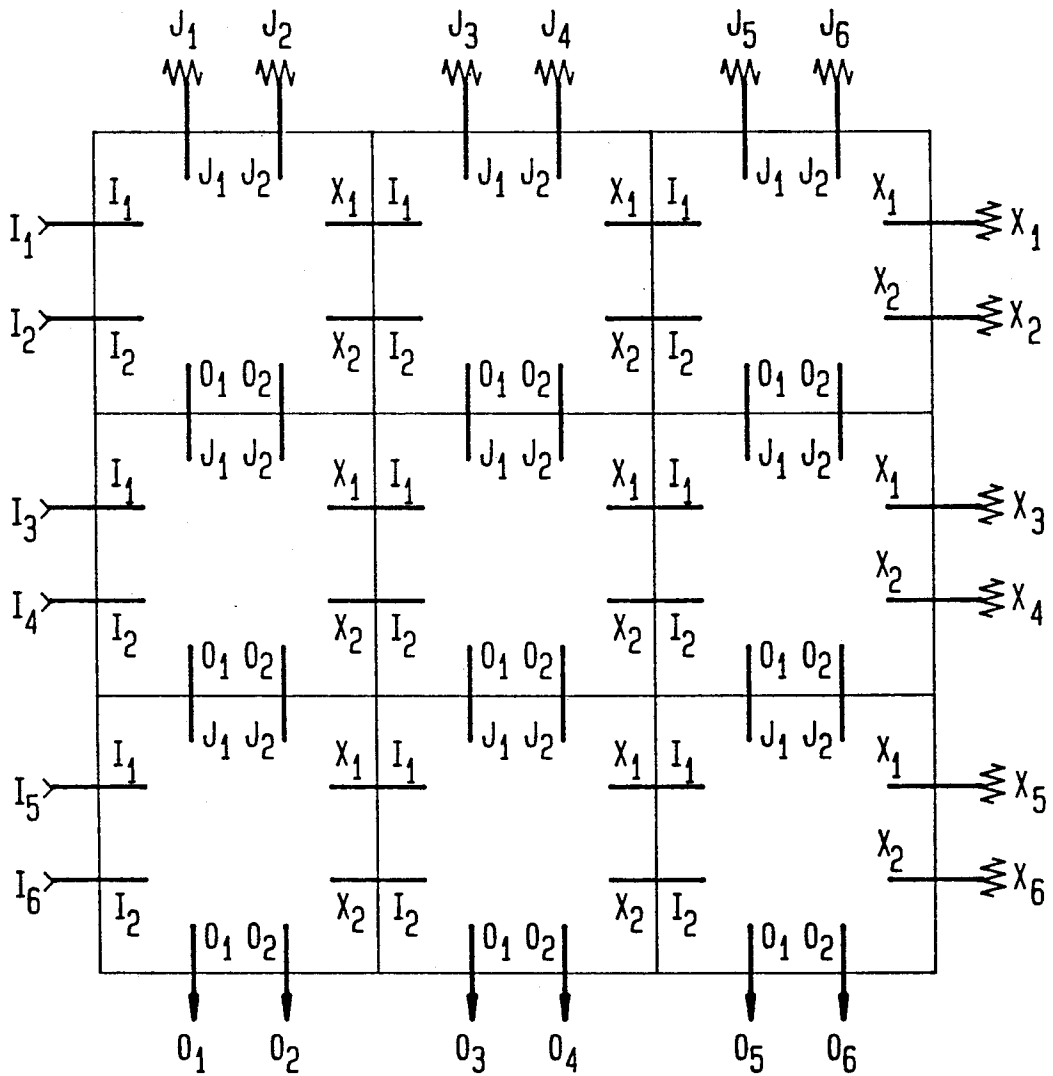 J1 J2 J3 J4 J5 J6
J1 J2 J1 J2 J1 J2
I1 I1 X1 I1 X1 I1 X1 X1
I2 I2 X2 I2 X2 I2 X2 X2
O1 O2 O1 O2 O1 O2
J1 J2 J1 J2 J1 J2
I3 I1 X1 I1 X1 I1 X1 X3
I4 I2 X2 I2 X2 I2 X2 X4
O1 O2 O1 O2 O1 O2
J1 J2 J1 J2 J1 J2
I5 I1 X1 I1 X1 I1 X1 X5
I6 I2 X2 I2 X2 I2 X2 X6
O1 O2 O1 O2 O1 O2
O1 O2 O3 O4 O5 O6